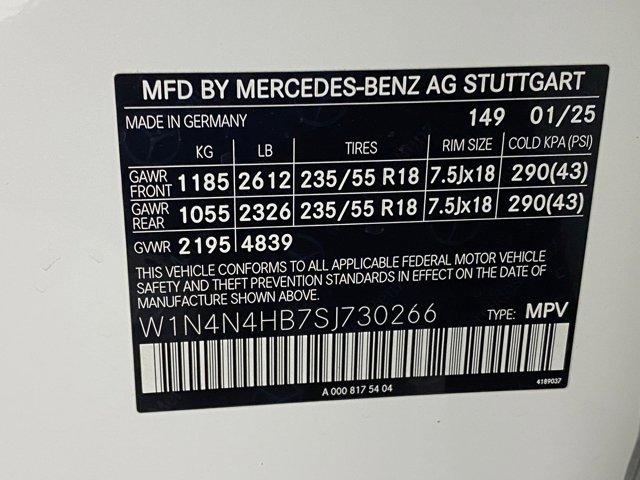 MFD BY MERCEDES-BENZ AG STUTTGART
MADE IN GERMANY 149 01/25
KG LB TIRES RIM SIZE COLD KPA (PSI)
GAWR FRONT 1185 2612 235/55 R18 7.5Jx18 290(43)
GAWR REAR 1055 2326 235/55 R18 7.5Jx18 290(43)
GVWR 2195 4839
THIS VEHICLE CONFORMS TO ALL APPLICABLE FEDERAL MOTOR VEHICLE
SAFETY AND THEFT PREVENTION STANDARDS IN EFFECT ON THE DATE OF
MANUFACTURE SHOWN ABOVE.
W1N4N4HB7SJ730266 TYPE: MPV
A 000 817 54 04
4189037